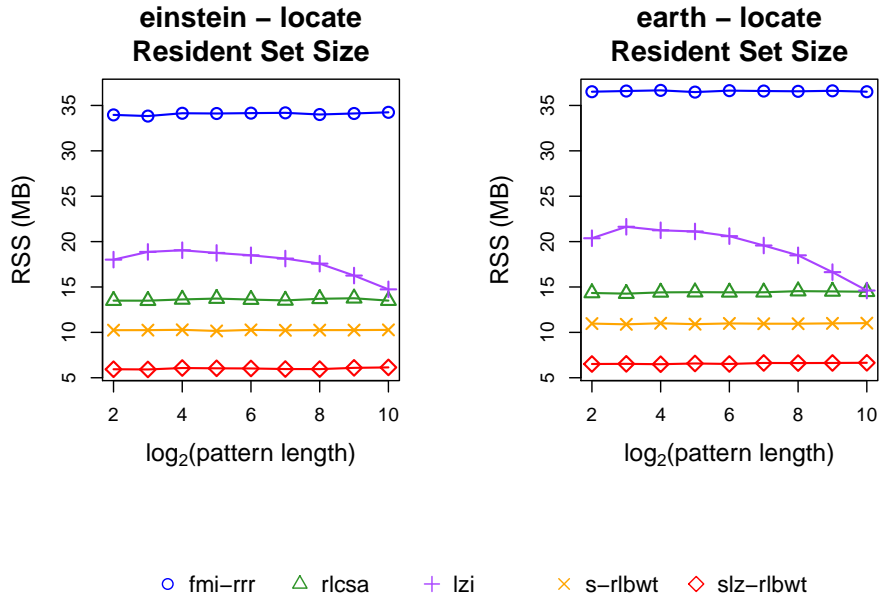 einstein − locate
Resident Set Size
RSS (MB)
35
30
25
20
15
10
5
2 4 6 8 10
log₂(pattern length)
earth − locate
Resident Set Size
RSS (MB)
35
30
25
20
15
10
5
2 4 6 8 10
log₂(pattern length)
fmi−rrr rlcsa lzi s−rlbwt slz−rlbwt